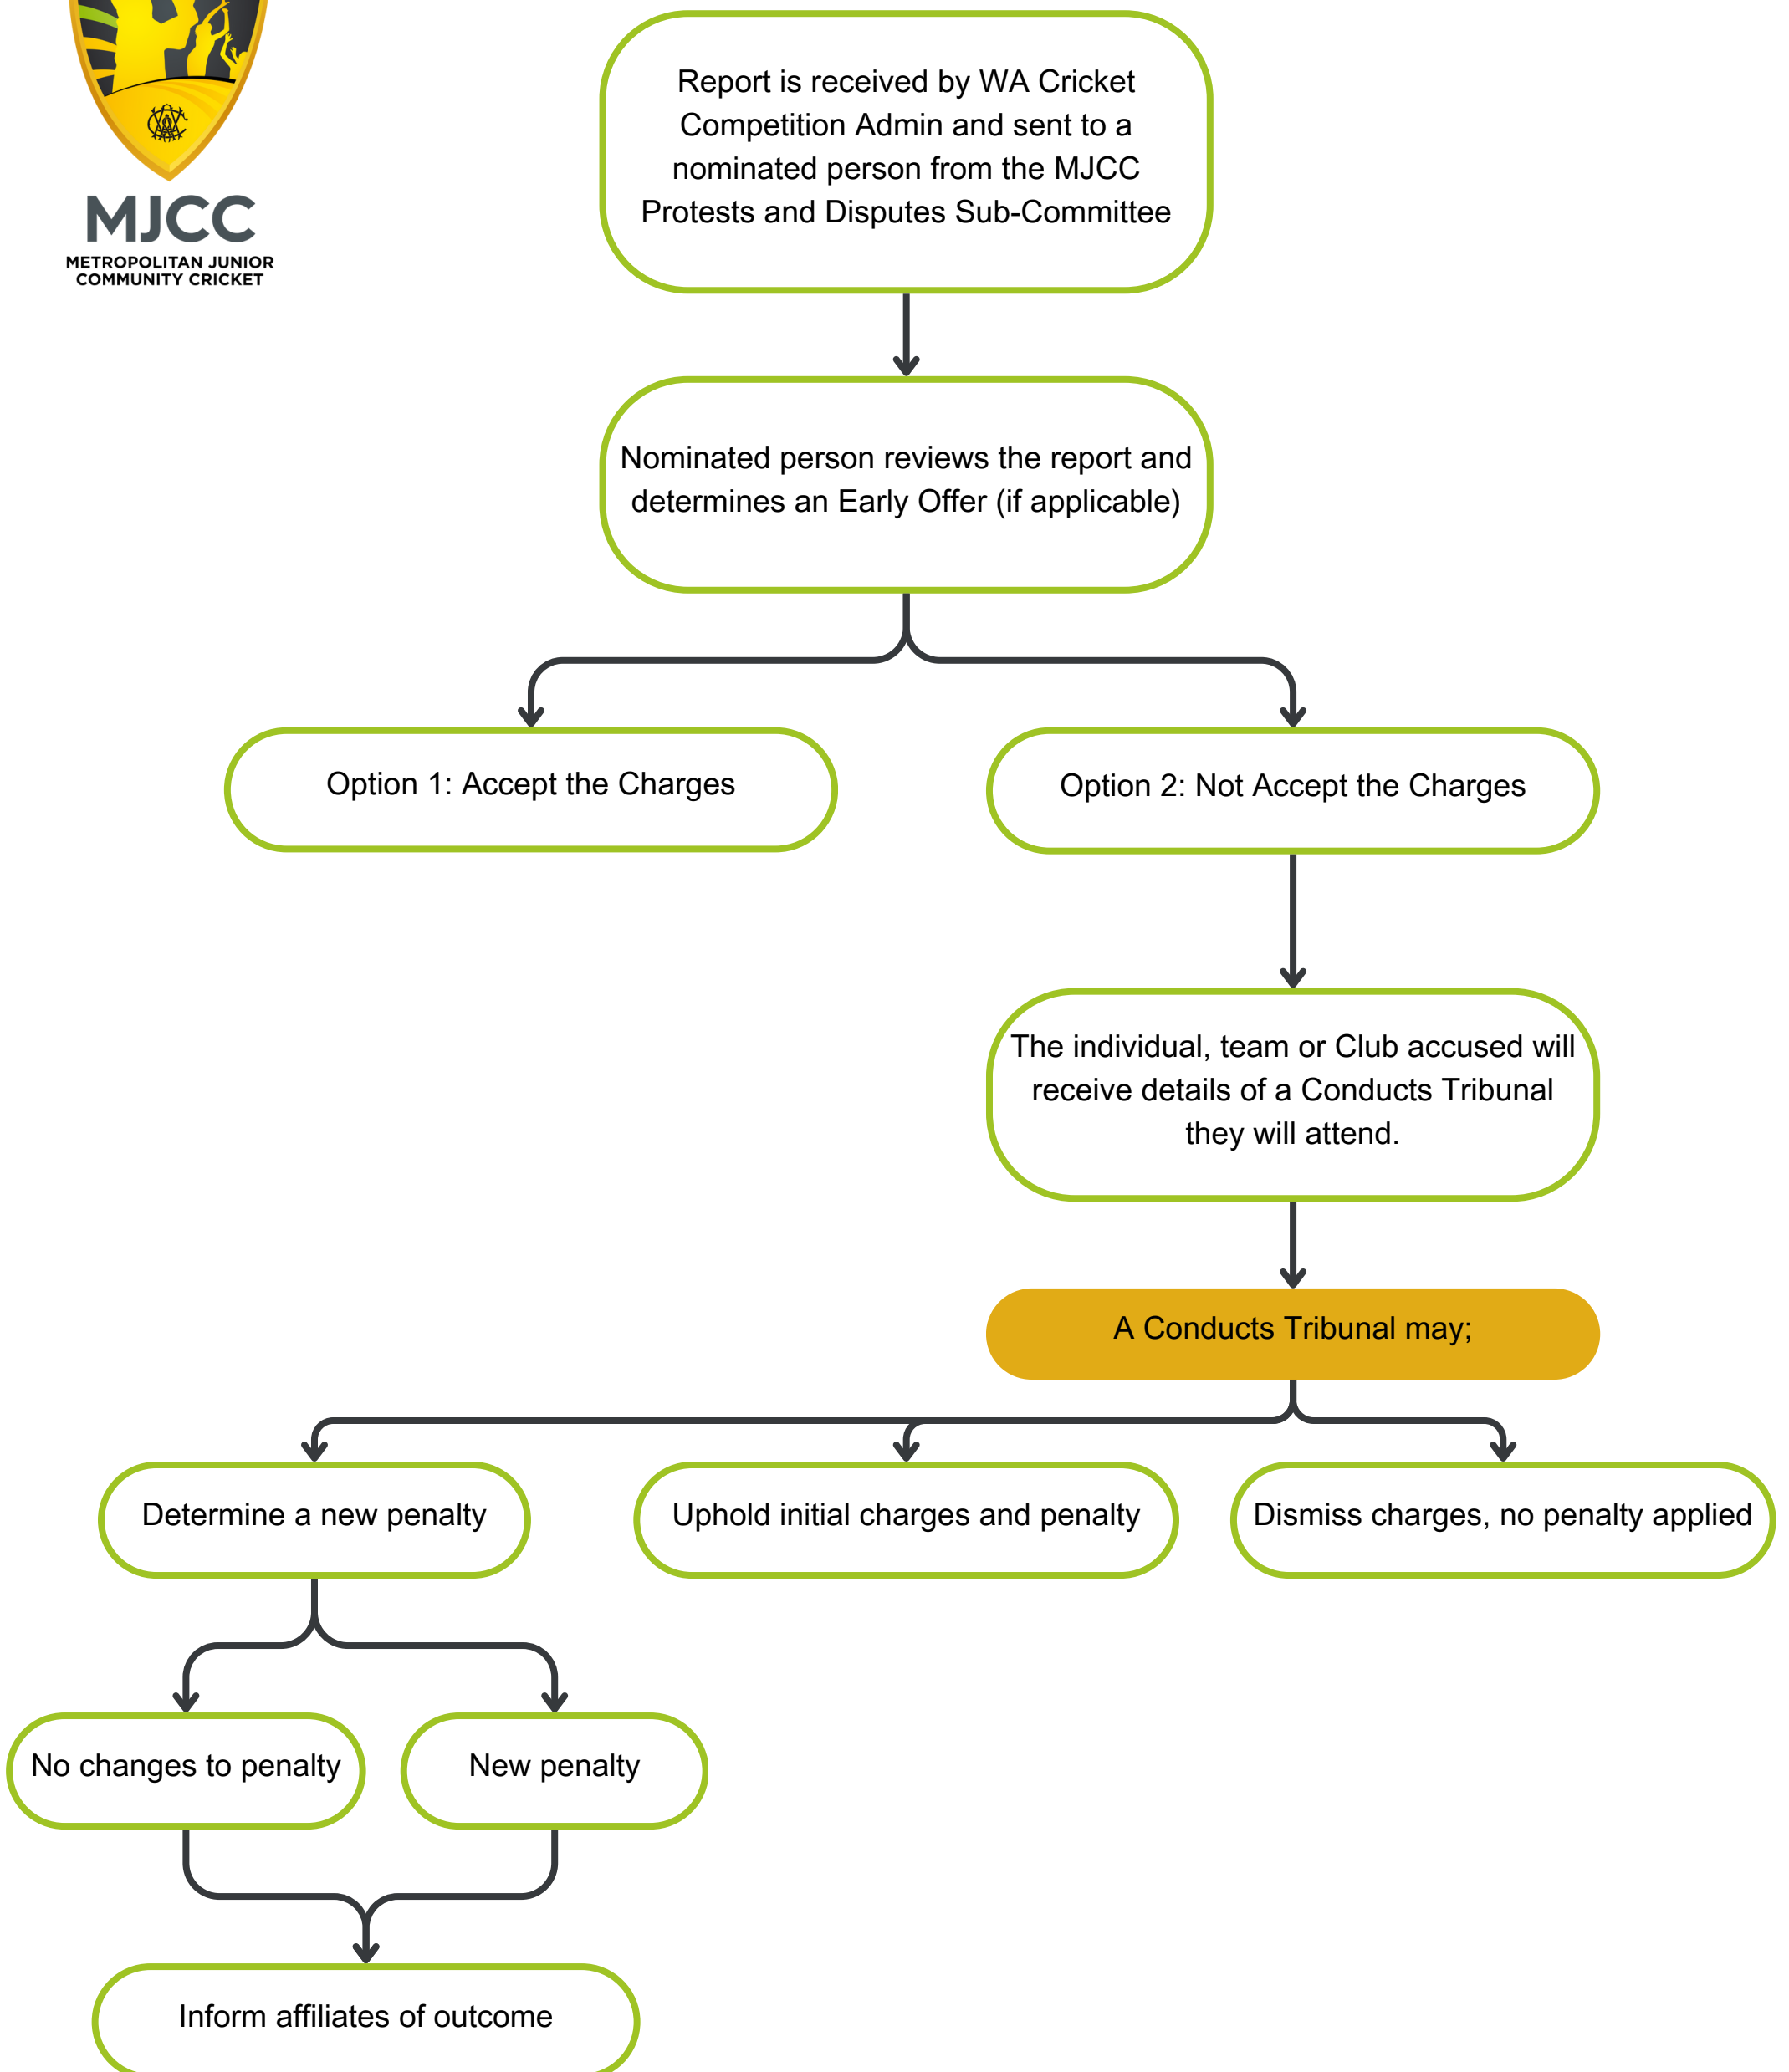 MJCC
METROPOLITAN JUNIOR
COMMUNITY CRICKET
Report is received by WA Cricket
Competition Admin and sent to a
nominated person from the MJCC
Protests and Disputes Sub-Committee
Nominated person reviews the report and
determines an Early Offer (if applicable)
Option 1: Accept the Charges
Option 2: Not Accept the Charges
The individual, team or Club accused will
receive details of a Conducts Tribunal
they will attend.
A Conducts Tribunal may;
Determine a new penalty
Uphold initial charges and penalty
Dismiss charges, no penalty applied
No changes to penalty
New penalty
Inform affiliates of outcome